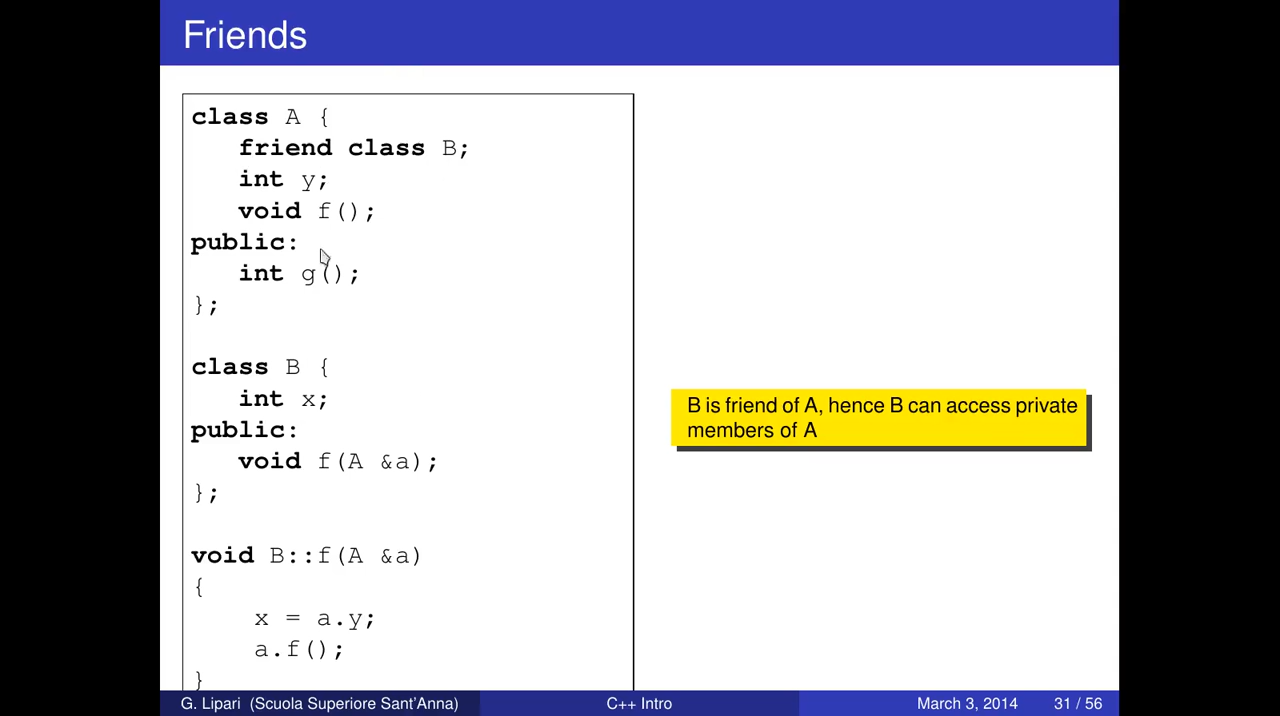 Friends
class A {
friend class B;
int y;
void f();
public:
int g();
};
class B {
int x;
public:
void f(A &a);
};
void B::f(A &a)
{
x = a.y;
a.f();
}
B is friend of A, hence B can access private
members of A
G. Lipari (Scuola Superiore Sant'Anna)
C++ Intro
March 3, 2014
31 / 56